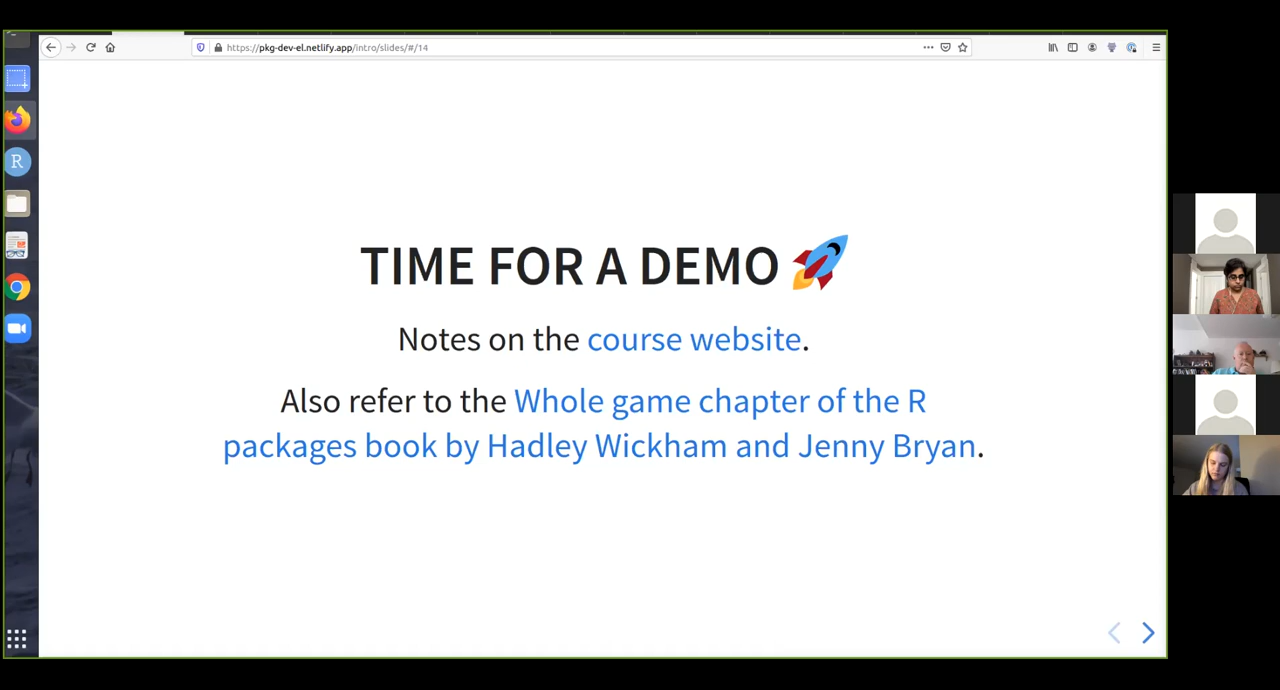 https://pkg-dev-el.netlify.app/intro/slides/#/14
R
TIME FOR A DEMO 🚀
Notes on the course website.
Also refer to the Whole game chapter of the R
packages book by Hadley Wickham and Jenny Bryan.